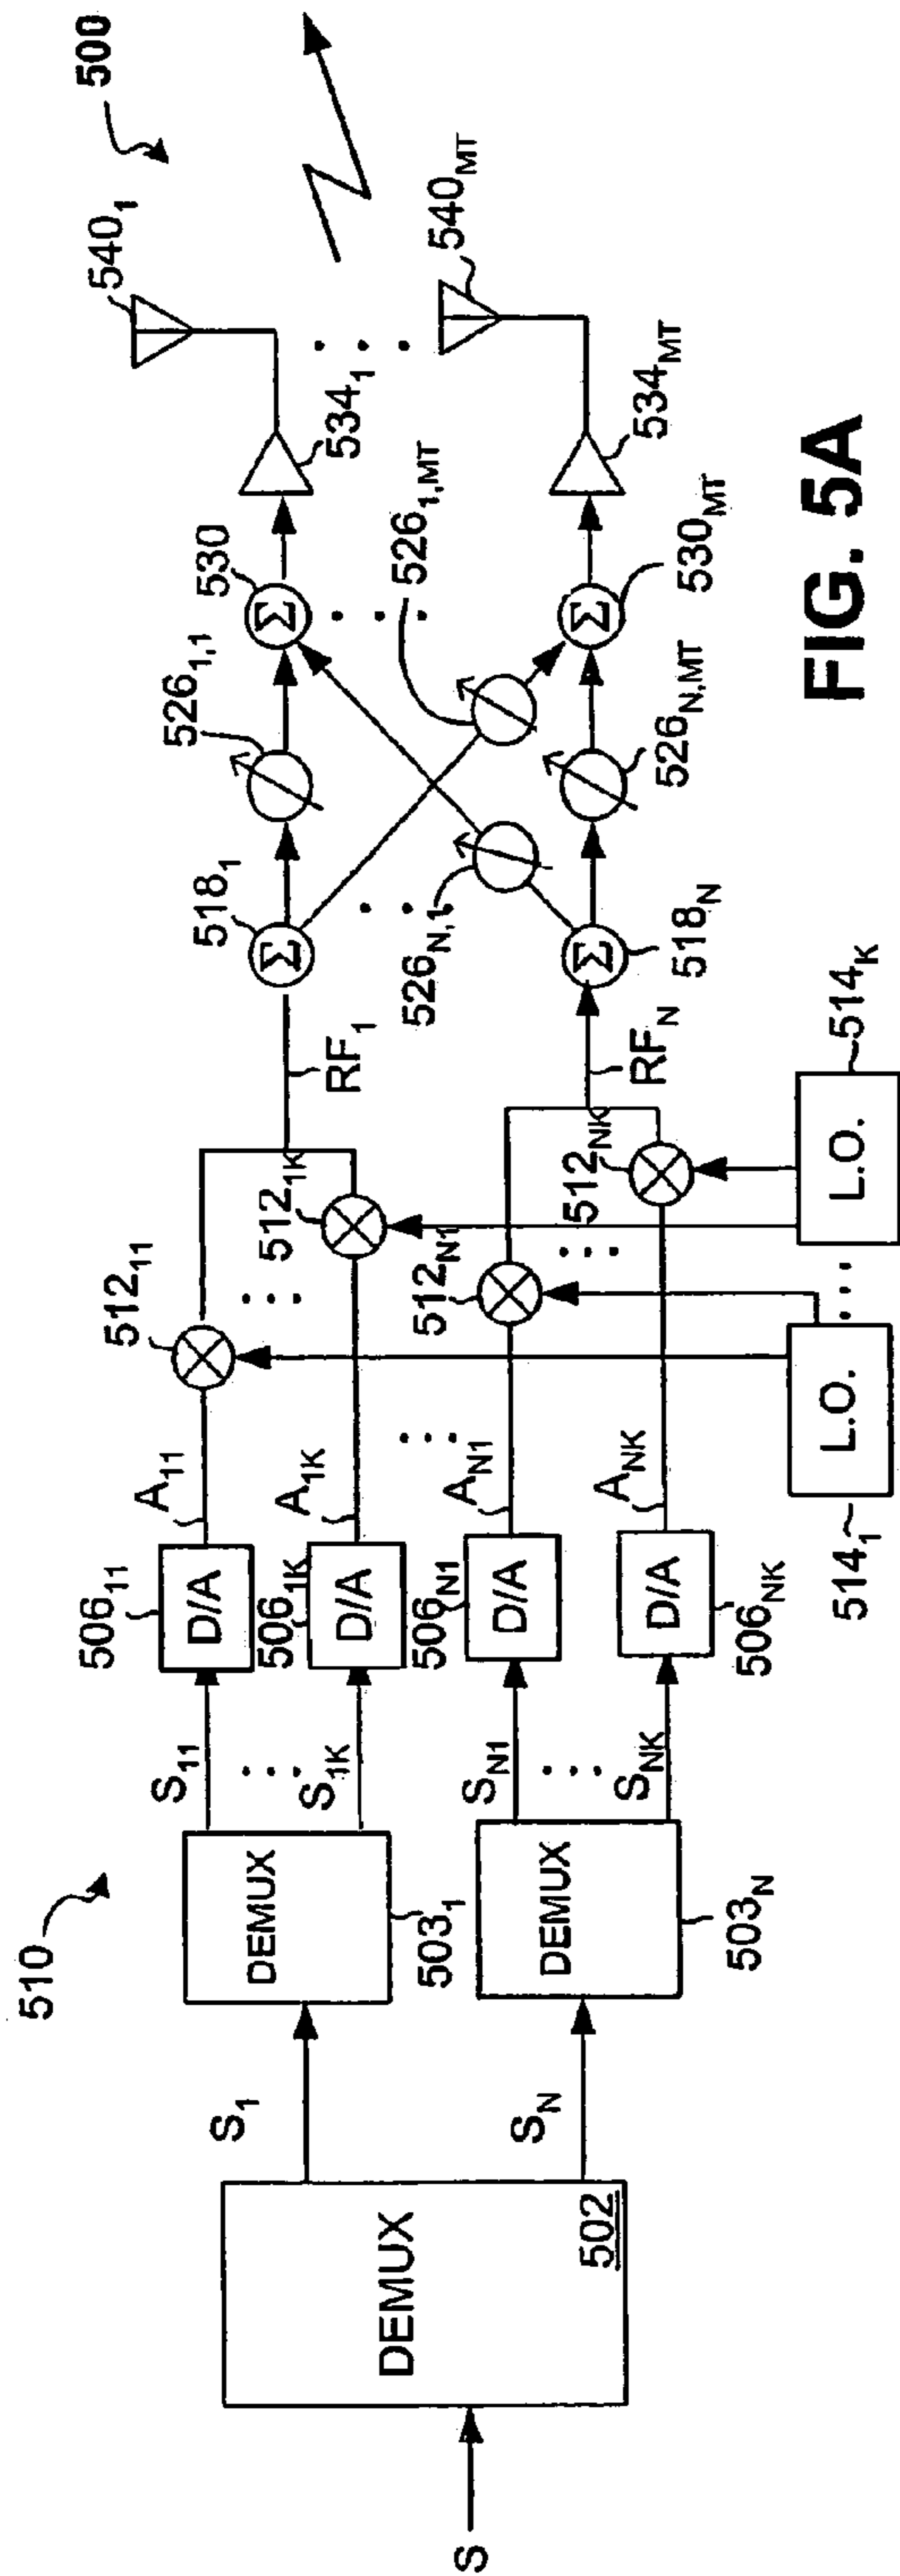 510
500
S
DEMUX
502
S1
SN
DEMUX
5031
DEMUX
503N
S11
S1K
SN1
SNK
50611
D/A
5061K
D/A
506N1
D/A
506NK
D/A
A11
A1K
AN1
ANK
51211
5121K
512N1
512NK
5141
L.O.
514K
L.O.
RF1
RFN
5181
Σ
518N
Σ
5261,1
526N,1
5261,MT
526N,MT
530
Σ
530MT
Σ
5341
534MT
5401
540MT
FIG. 5A